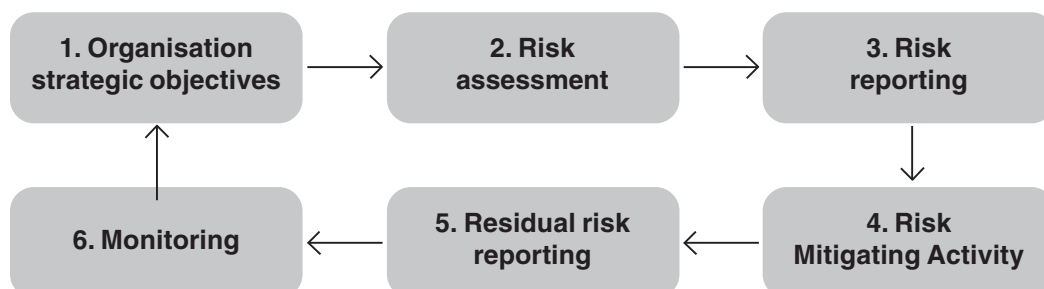 1. Organisation
strategic objectives
2. Risk
assessment
3. Risk
reporting
4. Risk
Mitigating Activity
5. Residual risk
reporting
6. Monitoring